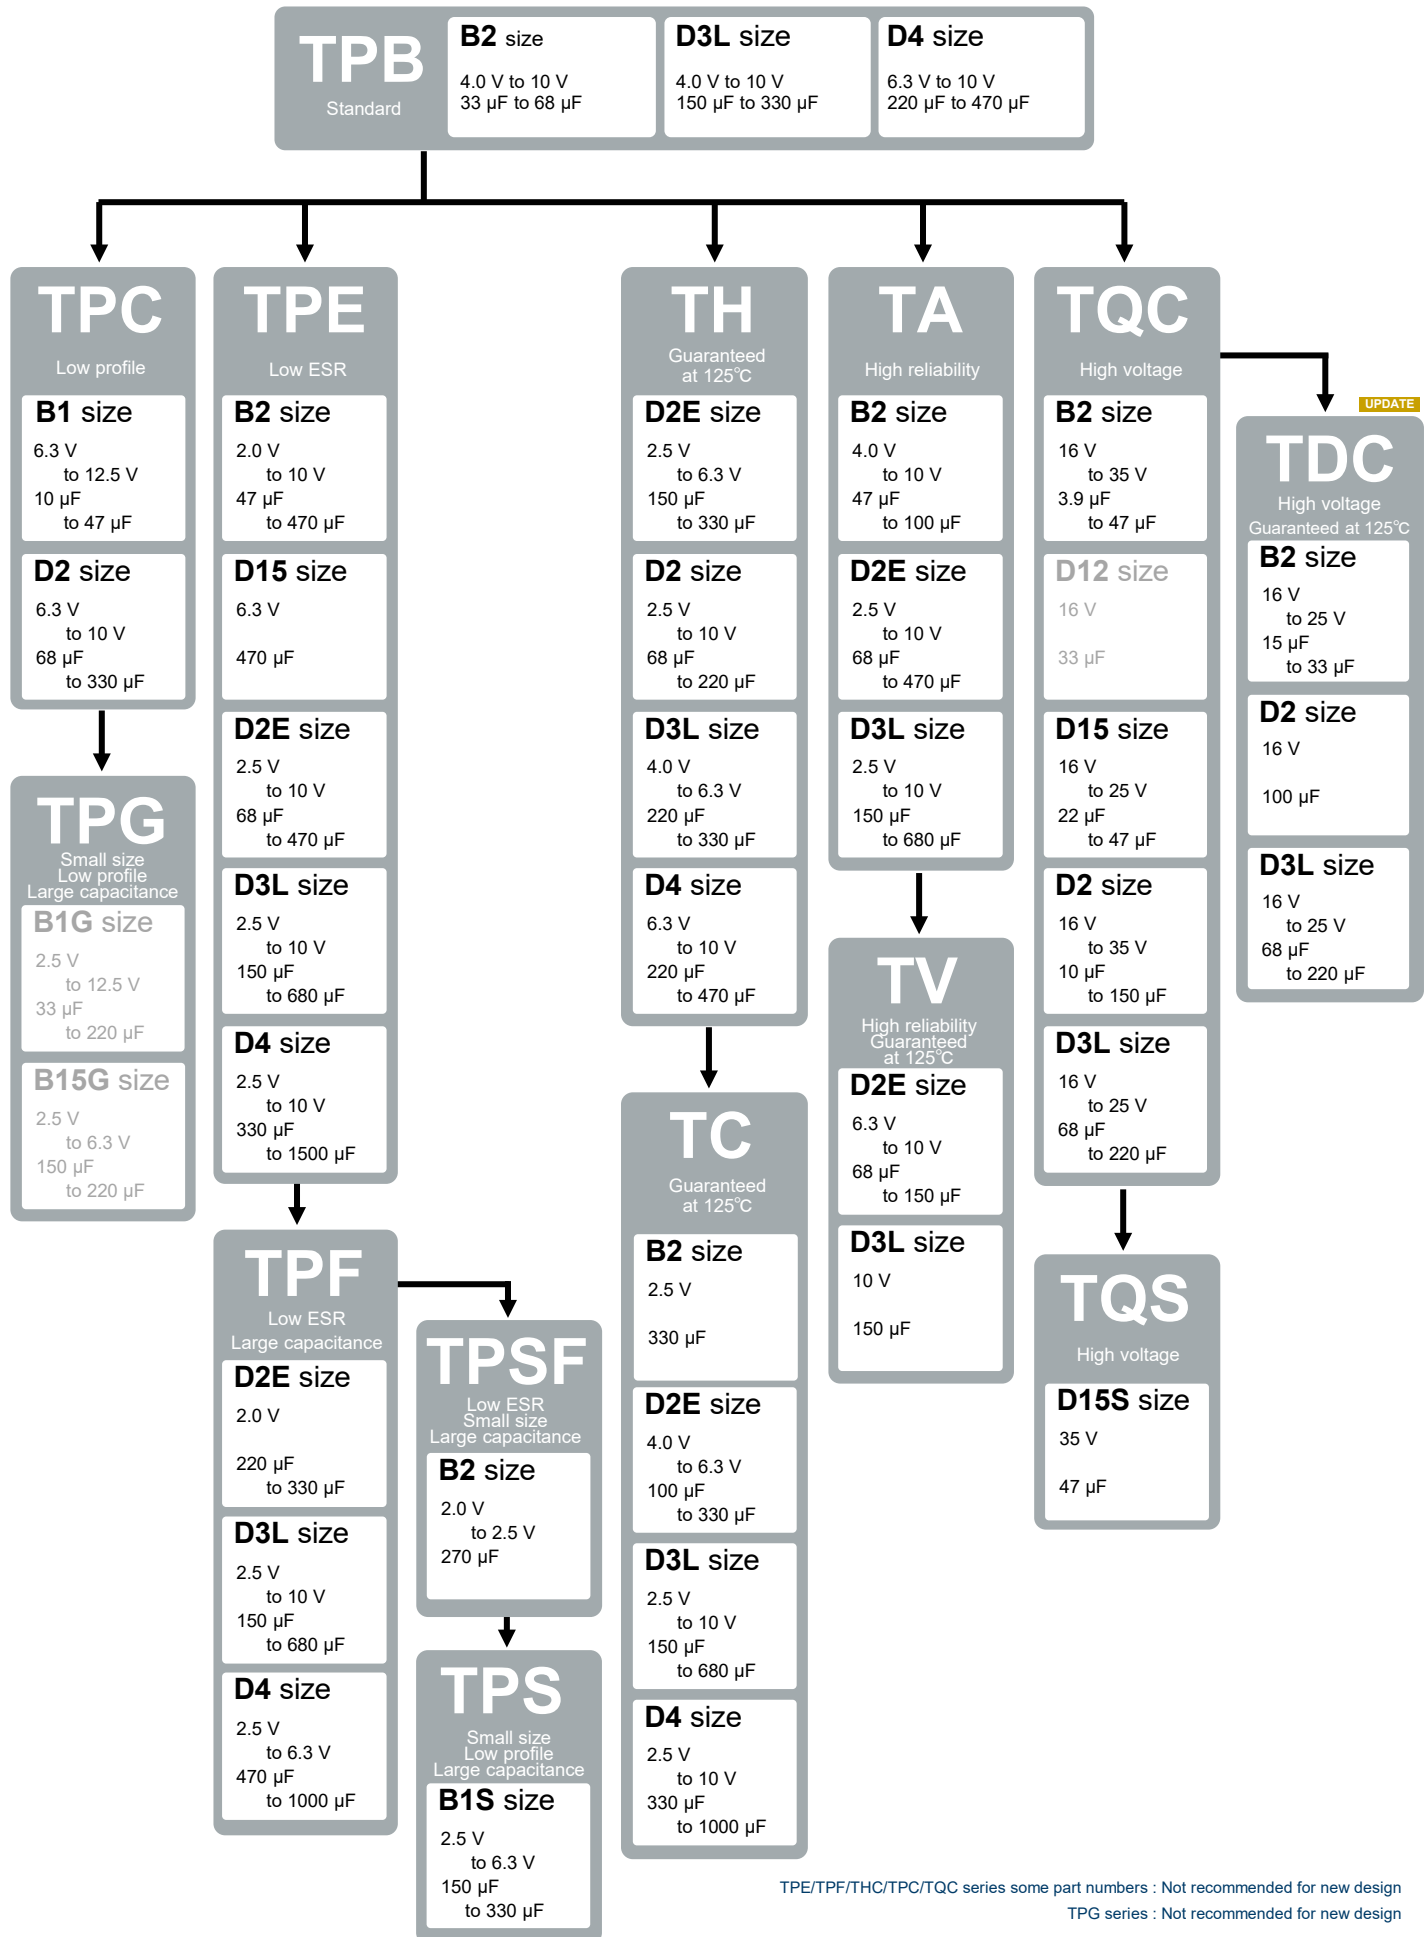 TPB
Standard
B2 size
4.0 V to 10 V
33 µF to 68 µF
D3L size
4.0 V to 10 V
150 µF to 330 µF
D4 size
6.3 V to 10 V
220 µF to 470 µF
TPC
Low profile
B1 size
6.3 V
to 12.5 V
10 µF
to 47 µF
D2 size
6.3 V
to 10 V
68 µF
to 330 µF
TPG
Small size
Low profile
Large capacitance
B1G size
2.5 V
to 12.5 V
33 µF
to 220 µF
B15G size
2.5 V
to 6.3 V
150 µF
to 220 µF
TPE
Low ESR
B2 size
2.0 V
to 10 V
47 µF
to 470 µF
D15 size
6.3 V
470 µF
D2E size
2.5 V
to 10 V
68 µF
to 470 µF
D3L size
2.5 V
to 10 V
150 µF
to 680 µF
D4 size
2.5 V
to 10 V
330 µF
to 1500 µF
TPF
Low ESR
Large capacitance
D2E size
2.0 V
220 µF
to 330 µF
D3L size
2.5 V
to 10 V
150 µF
to 680 µF
D4 size
2.5 V
to 6.3 V
470 µF
to 1000 µF
TPSF
Low ESR
Small size
Large capacitance
B2 size
2.0 V
to 2.5 V
270 µF
TPS
Small size
Low profile
Large capacitance
B1S size
2.5 V
to 6.3 V
150 µF
to 330 µF
TH
Guaranteed
at 125℃
D2E size
2.5 V
to 6.3 V
150 µF
to 330 µF
D2 size
2.5 V
to 10 V
68 µF
to 220 µF
D3L size
4.0 V
to 6.3 V
220 µF
to 330 µF
D4 size
6.3 V
to 10 V
220 µF
to 470 µF
TC
Guaranteed
at 125℃
B2 size
2.5 V
330 µF
D2E size
4.0 V
to 6.3 V
100 µF
to 330 µF
D3L size
2.5 V
to 10 V
150 µF
to 680 µF
D4 size
2.5 V
to 10 V
330 µF
to 1000 µF
TA
High reliability
B2 size
4.0 V
to 10 V
47 µF
to 100 µF
D2E size
2.5 V
to 10 V
68 µF
to 470 µF
D3L size
2.5 V
to 10 V
150 µF
to 680 µF
TV
High reliability
Guaranteed
at 125℃
D2E size
6.3 V
to 10 V
68 µF
to 150 µF
D3L size
10 V
150 µF
TQC
High voltage
B2 size
16 V
to 35 V
3.9 µF
to 47 µF
D12 size
16 V
33 µF
D15 size
16 V
to 25 V
22 µF
to 47 µF
D2 size
16 V
to 35 V
10 µF
to 150 µF
D3L size
16 V
to 25 V
68 µF
to 220 µF
TQS
High voltage
D15S size
35 V
47 µF
UPDATE
TDC
High voltage
Guaranteed at 125℃
B2 size
16 V
to 25 V
15 µF
to 33 µF
D2 size
16 V
100 µF
D3L size
16 V
to 25 V
68 µF
to 220 µF
TPE/TPF/THC/TPC/TQC series some part numbers : Not recommended for new design
TPG series : Not recommended for new design